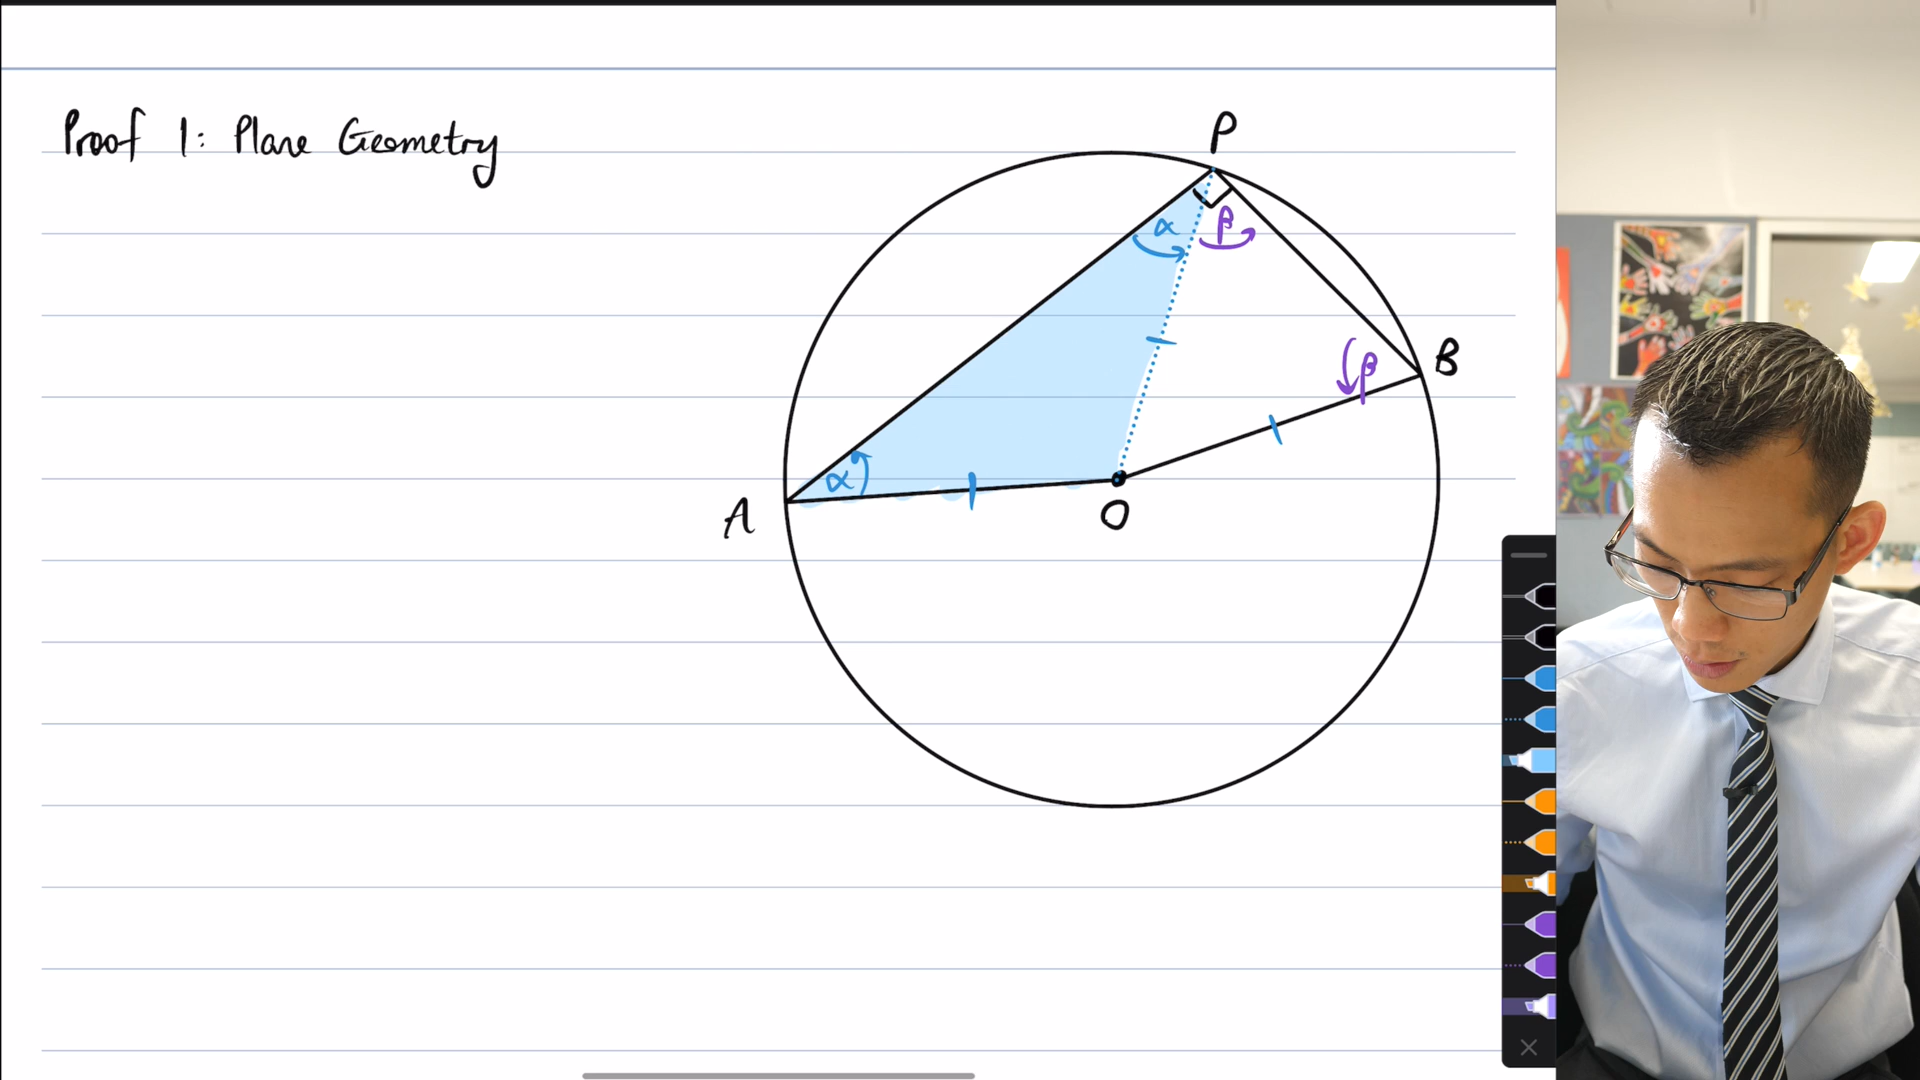 Proof 1: Plane Geometry
P
α
β
B
β
α
A
O